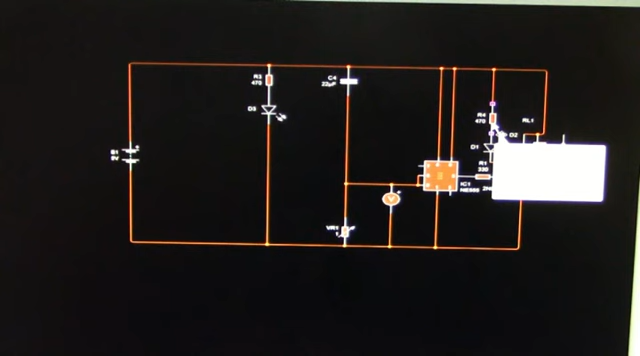 R3
470
C4
22µF
D3
B1
9V
VR1
R4
470
RL1
D2
D1
R1
330
IC1
NE555
V